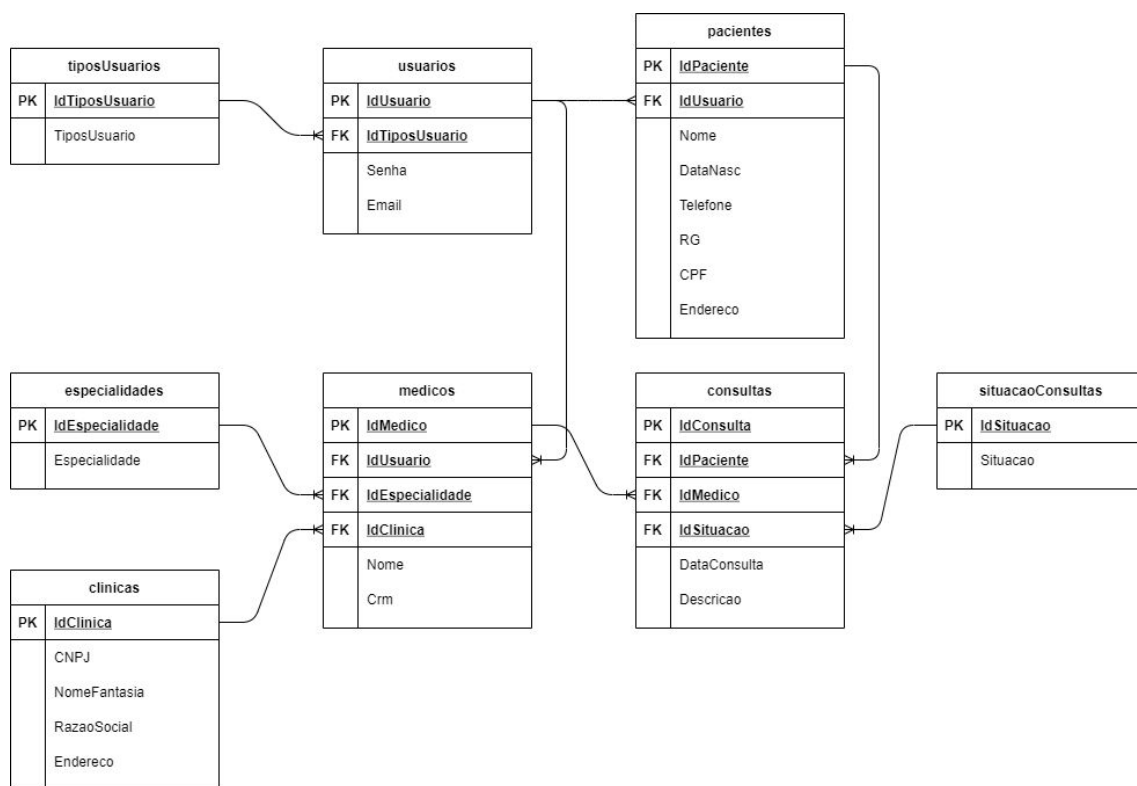 tiposUsuarios
PK IdTiposUsuario
TiposUsuario
usuarios
PK IdUsuario
FK IdTiposUsuario
Senha
Email
pacientes
PK IdPaciente
FK IdUsuario
Nome
DataNasc
Telefone
RG
CPF
Endereco
especialidades
PK IdEspecialidade
Especialidade
medicos
PK IdMedico
FK IdUsuario
FK IdEspecialidade
FK IdClinica
Nome
Crm
consultas
PK IdConsulta
FK IdPaciente
FK IdMedico
FK IdSituacao
DataConsulta
Descricao
situacaoConsultas
PK IdSituacao
Situacao
clinicas
PK IdClinica
CNPJ
NomeFantasia
RazaoSocial
Endereco